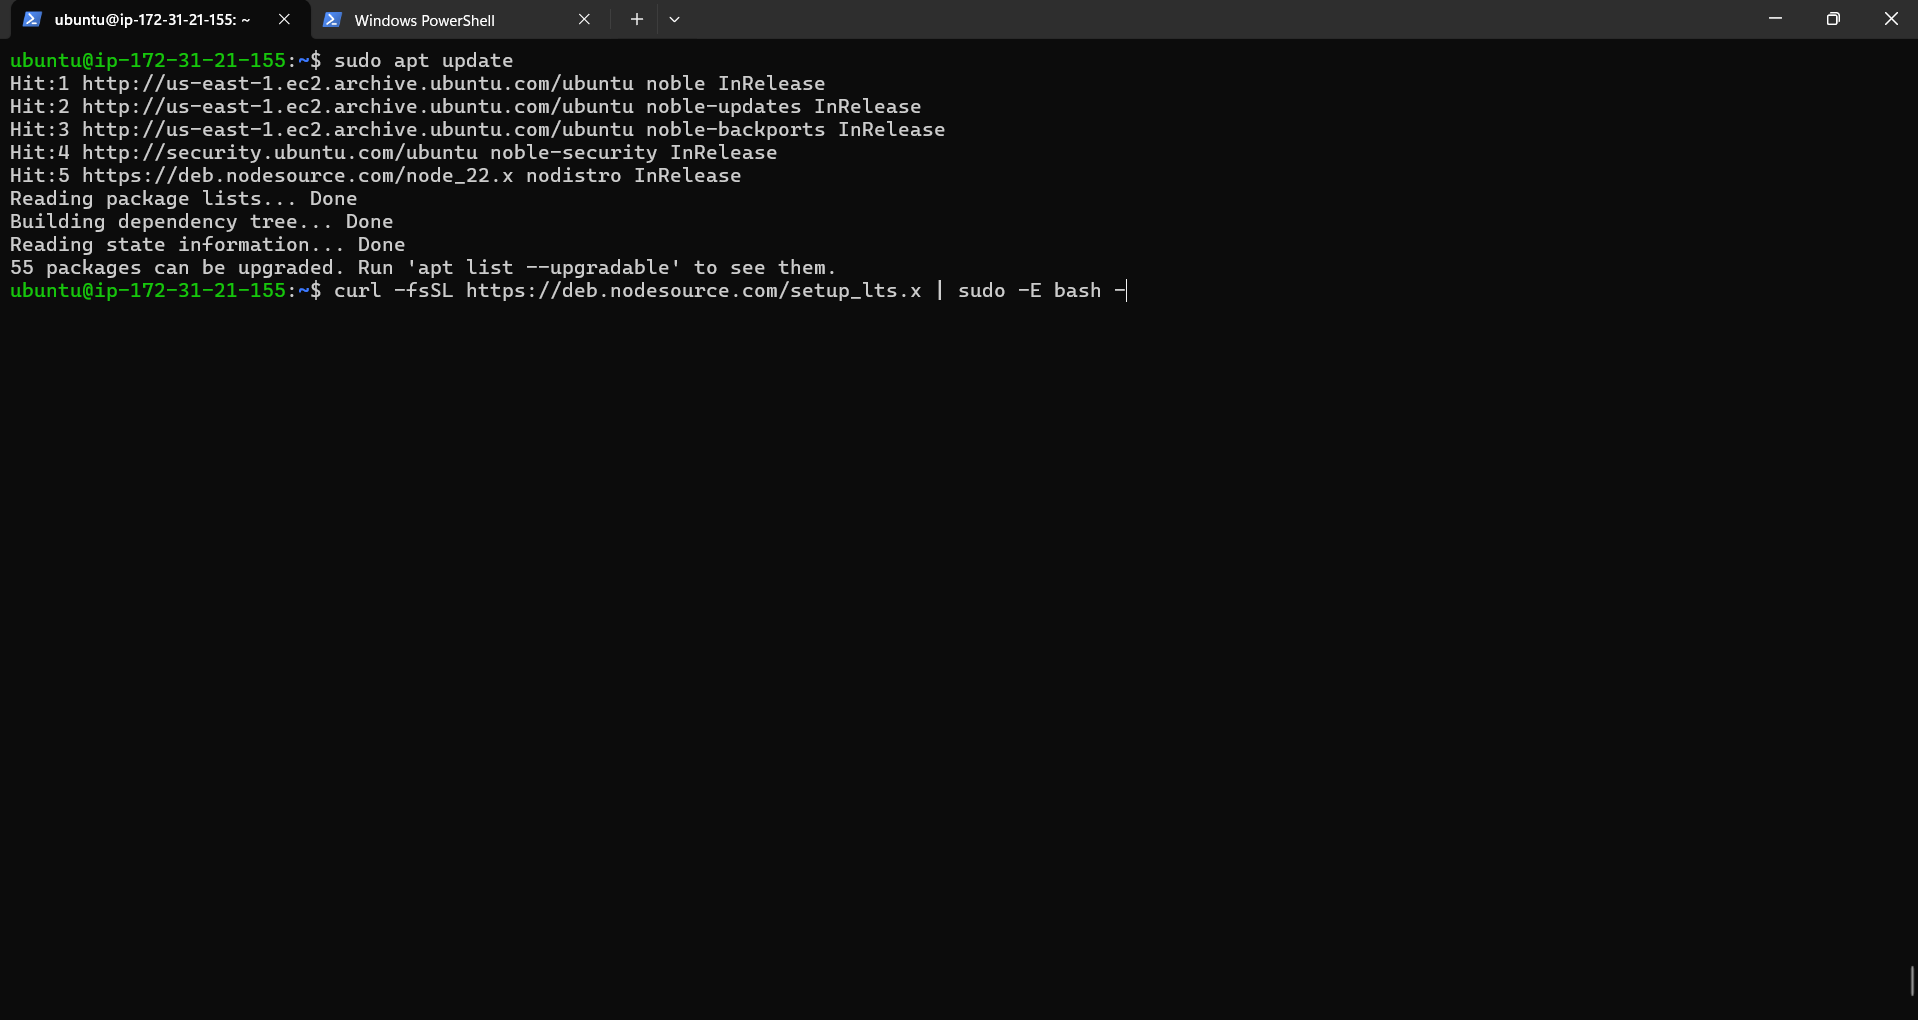 ubuntu@ip-172-31-21-155: ~
Windows PowerShell
ubuntu@ip-172-31-21-155:~$ sudo apt update
Hit:1 http://us-east-1.ec2.archive.ubuntu.com/ubuntu noble InRelease
Hit:2 http://us-east-1.ec2.archive.ubuntu.com/ubuntu noble-updates InRelease
Hit:3 http://us-east-1.ec2.archive.ubuntu.com/ubuntu noble-backports InRelease
Hit:4 http://security.ubuntu.com/ubuntu noble-security InRelease
Hit:5 https://deb.nodesource.com/node_22.x nodistro InRelease
Reading package lists... Done
Building dependency tree... Done
Reading state information... Done
55 packages can be upgraded. Run 'apt list --upgradable' to see them.
ubuntu@ip-172-31-21-155:~$ curl -fsSL https://deb.nodesource.com/setup_lts.x | sudo -E bash -